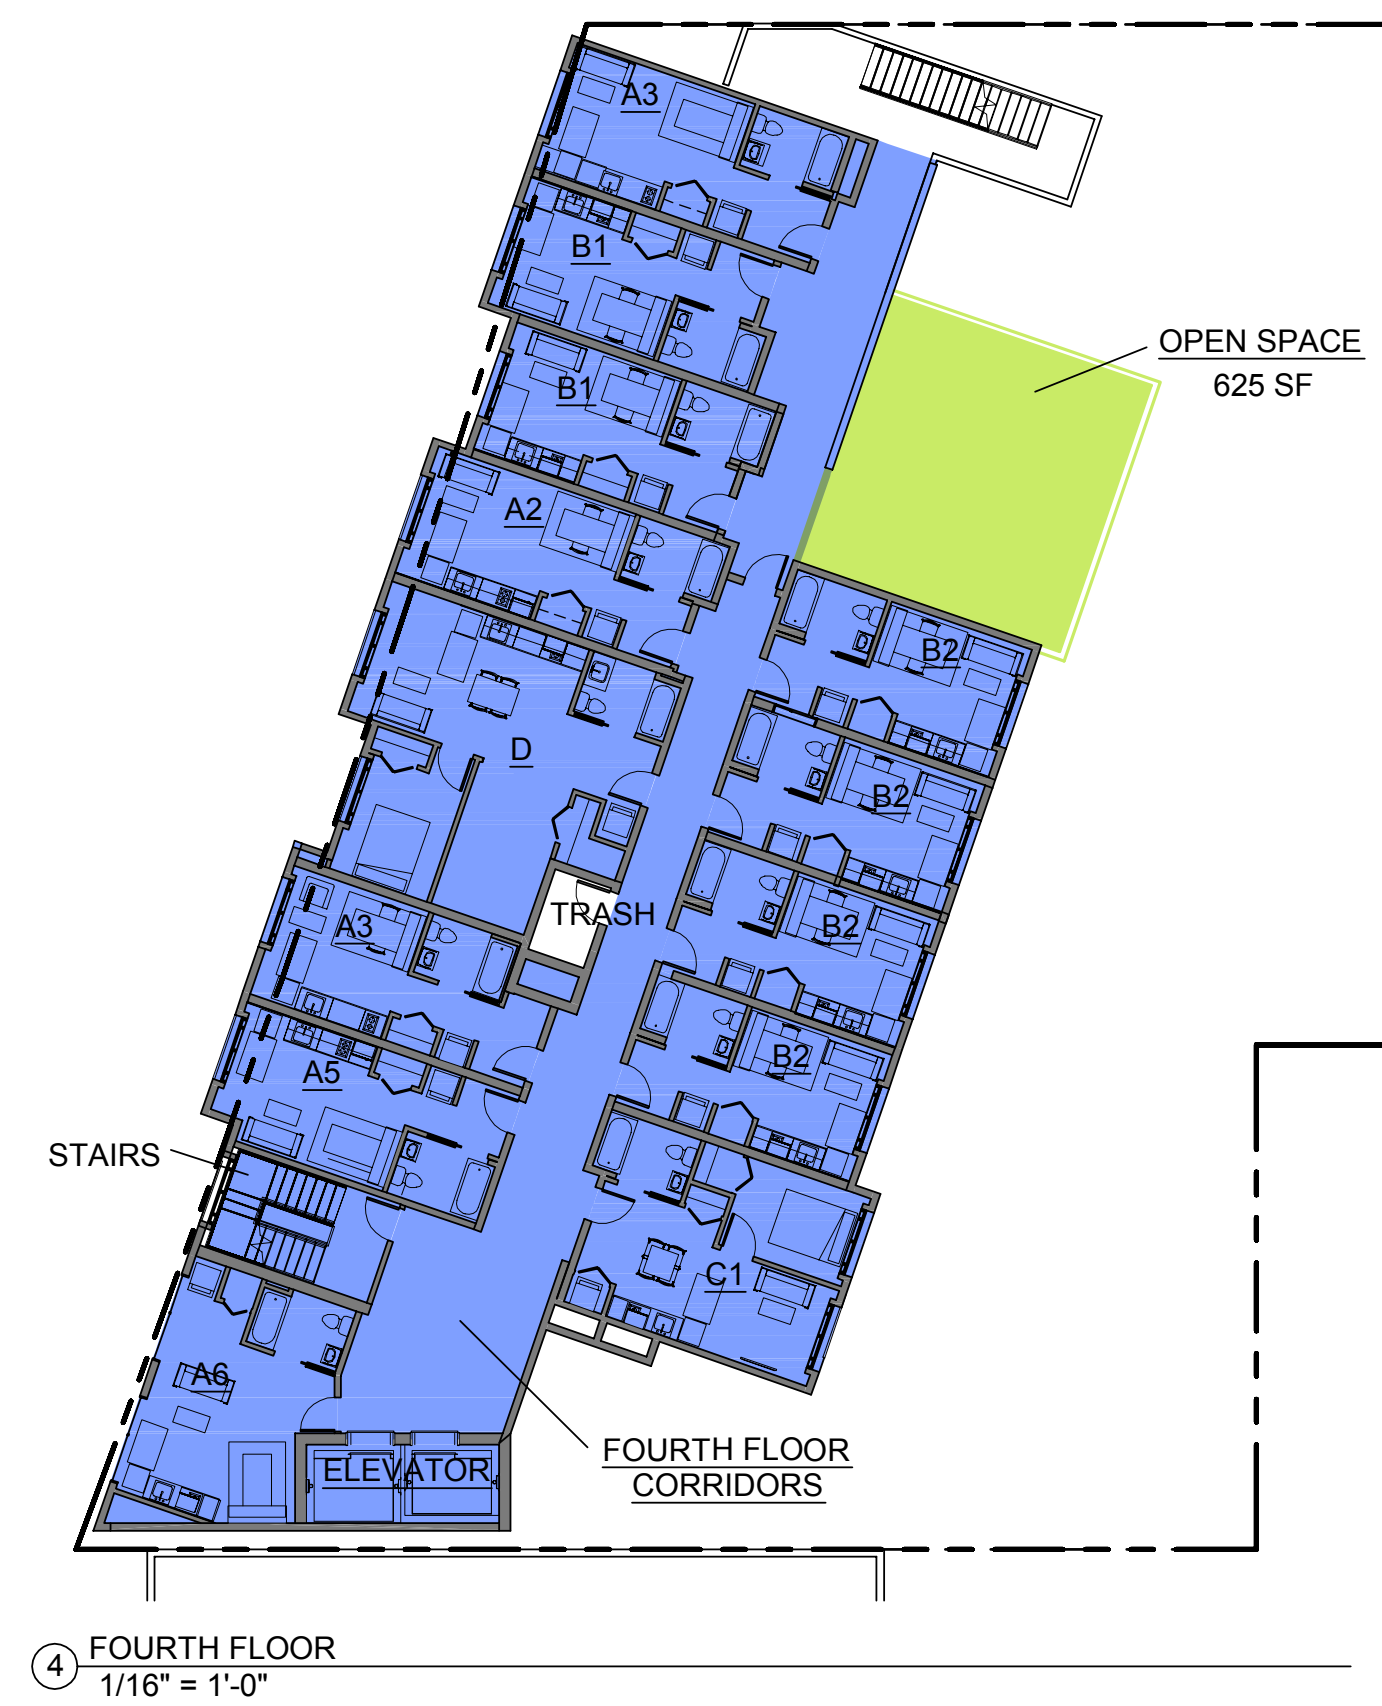 A3
B1
OPEN SPACE
625 SF
B1
A2
B2
D
B2
TRASH
A3
B2
B2
A5
STAIRS
C1
A6
FOURTH FLOOR
CORRIDORS
ELEVATOR
4
FOURTH FLOOR
1/16" = 1'-0"